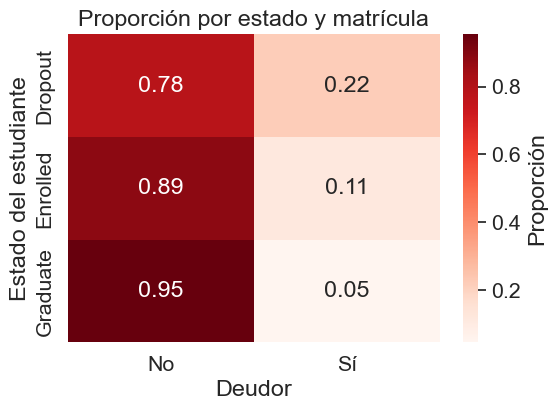 Proporción por estado y matrícula
Estado del estudiante
Dropout
0.78
0.22
Enrolled
0.89
0.11
Graduate
0.95
0.05
No
Sí
Deudor
0.8
0.6
0.4
0.2
Proporción